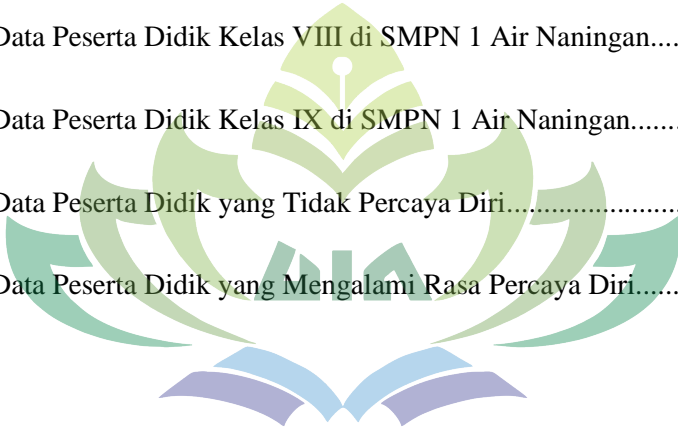 Data Peserta Didik Kelas VIII di SMPN 1 Air Naningan....
Data Peserta Didik Kelas IX di SMPN 1 Air Naningan.......
Data Peserta Didik yang Tidak Percaya Diri......................
Data Peserta Didik yang Mengalami Rasa Percaya Diri......
UIN